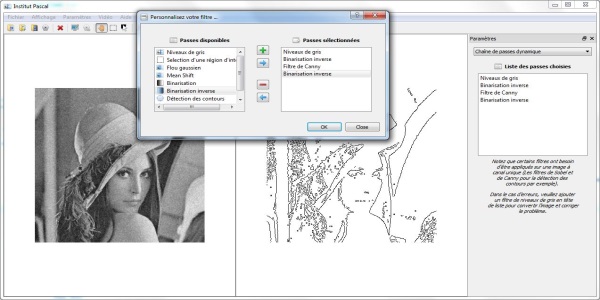 Institut Pascal
Fichier Affichage Paramètres Vidéo Aide
Personnalisez votre filtre ...
Passes disponibles
Niveaux de gris
Selection d'une région d'inté
Flou gaussien
Mean Shift
Binarisation
Binarisation inverse
Détection des contours
Passes sélectionnées
Niveaux de gris
Binarisation inverse
Filtre de Canny
Binarisation inverse
OK
Close
Paramètres
Chaîne de passes dynamique
Liste des passes choisies
Niveaux de gris
Binarisation inverse
Filtre de Canny
Binarisation inverse
Notez que certains filtres ont besoin
d'être appliqués sur une image à
canal unique (Les filtres de Sobel et
de Canny pour la détection des
contours par exemple).
Dans le cas d'erreurs, veuillez ajouter
un filtre de niveaux de gris en tête
de liste pour convertir l'image et corriger
le problème.